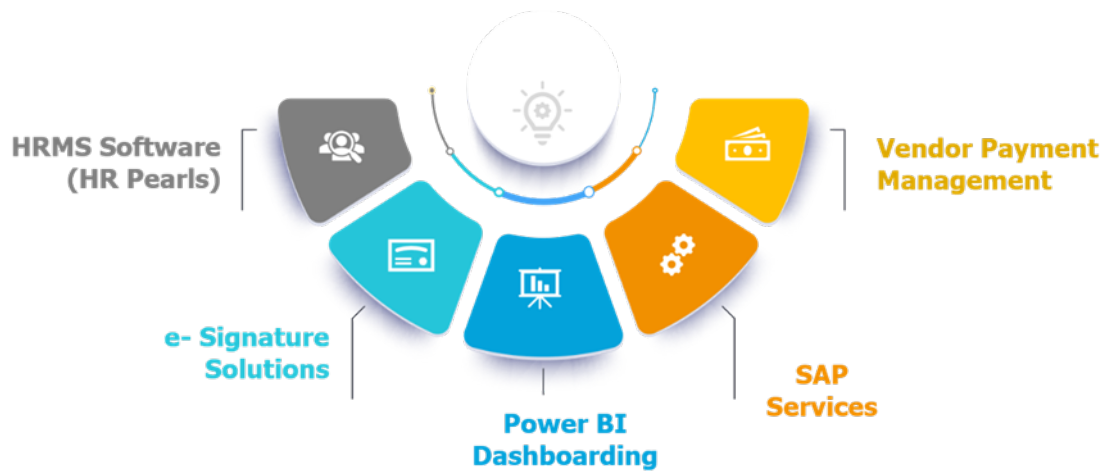 HRMS Software
(HR Pearls)
e- Signature
Solutions
Power BI
Dashboarding
SAP
Services
Vendor Payment
Management